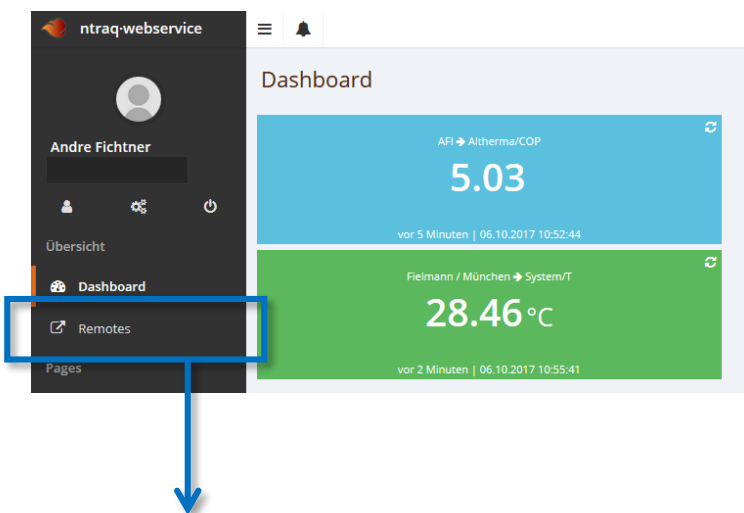 ntraq·webservice
Andre Fichtner
Übersicht
Dashboard
Remotes
Pages
Dashboard
AFI → Altherma/COP
5.03
vor 5 Minuten | 06.10.2017 10:52:44
Fielmann / München → System/T
28.46 °C
vor 2 Minuten | 06.10.2017 10:55:41